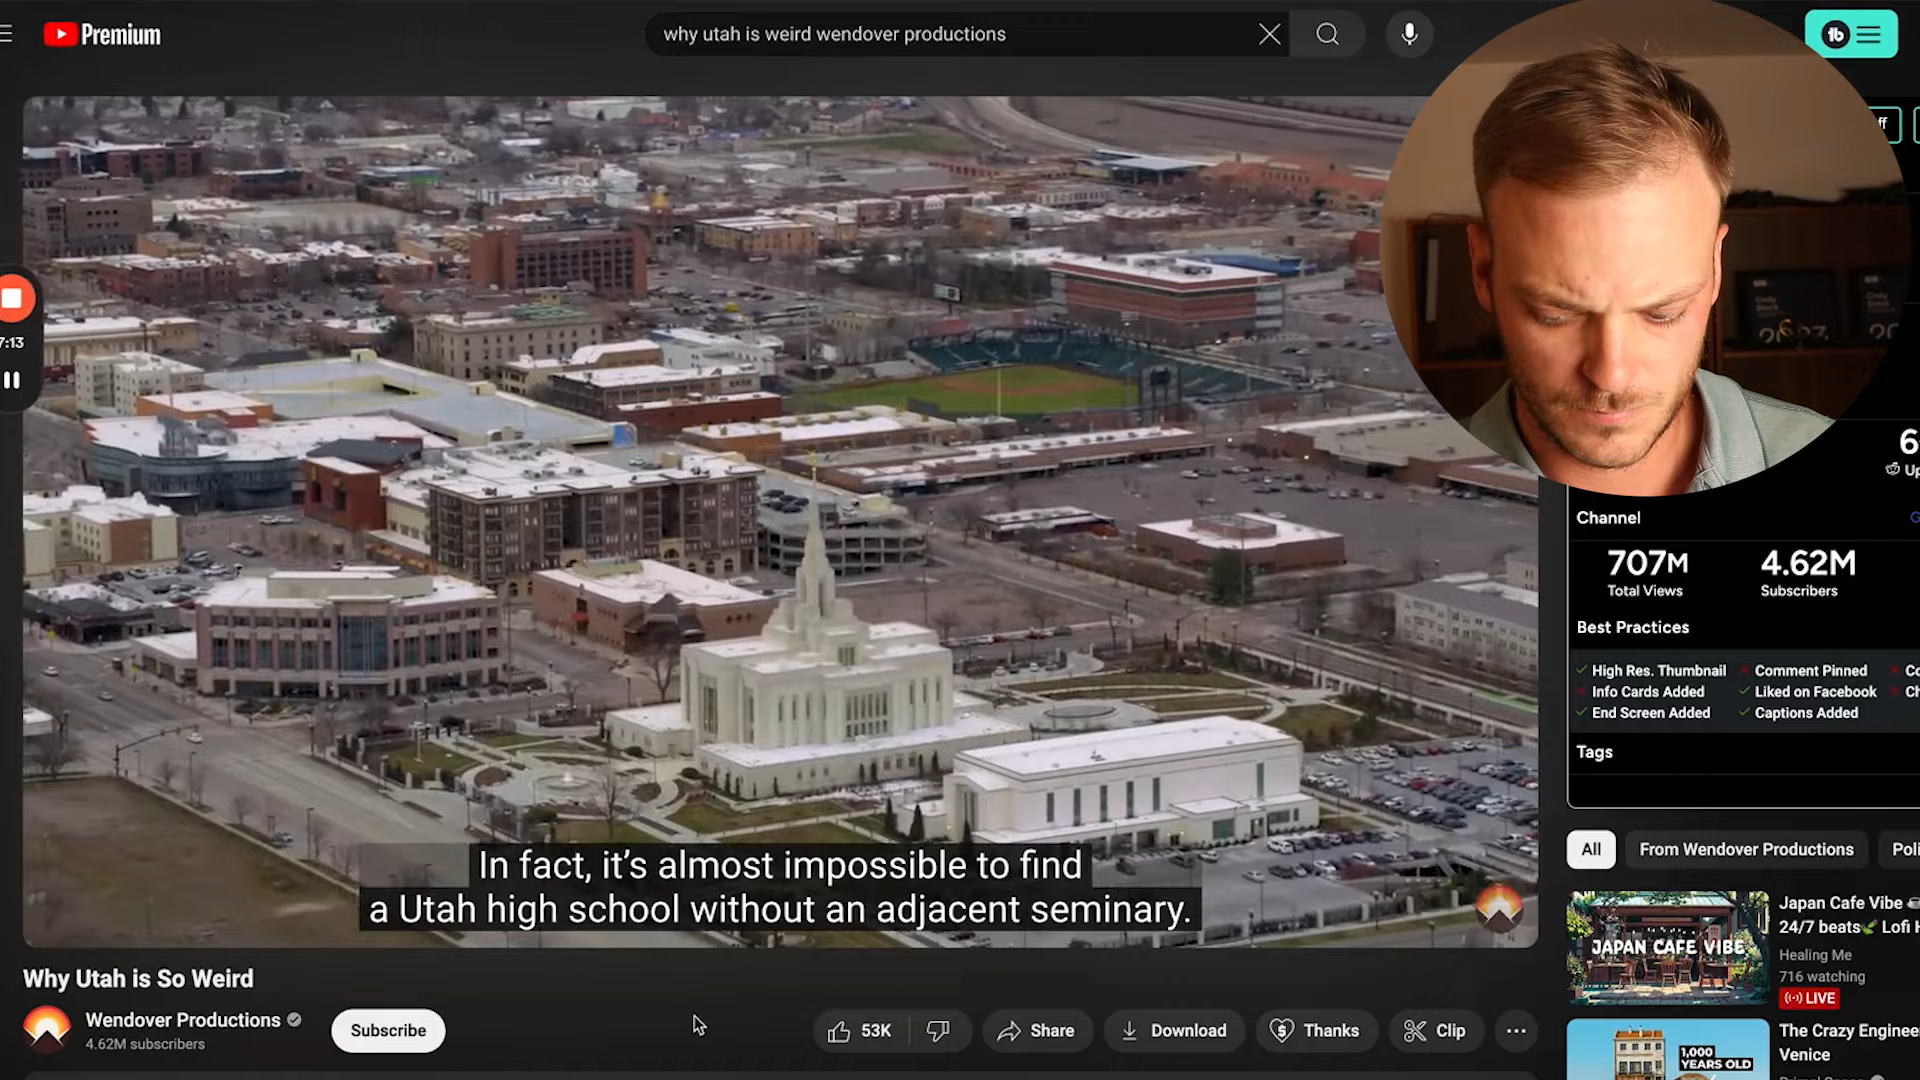 Premium
why utah is weird wendover productions
tb
ff
7:13
In fact, it's almost impossible to find
a Utah high school without an adjacent seminary.
Why Utah is So Weird
Wendover Productions
4.62M subscribers
Subscribe
53K
Share
Download
Thanks
Clip
Channel
707M
4.62M
Total Views
Subscribers
Best Practices
High Res. Thumbnail
Comment Pinned
Info Cards Added
Liked on Facebook
End Screen Added
Captions Added
Tags
All
From Wendover Productions
JAPAN CAFE VIBE
Japan Cafe Vibe
24/7 beats Lofi
Healing Me
716 watching
LIVE
1,000
YEARS OLD
The Crazy Enginee
Venice